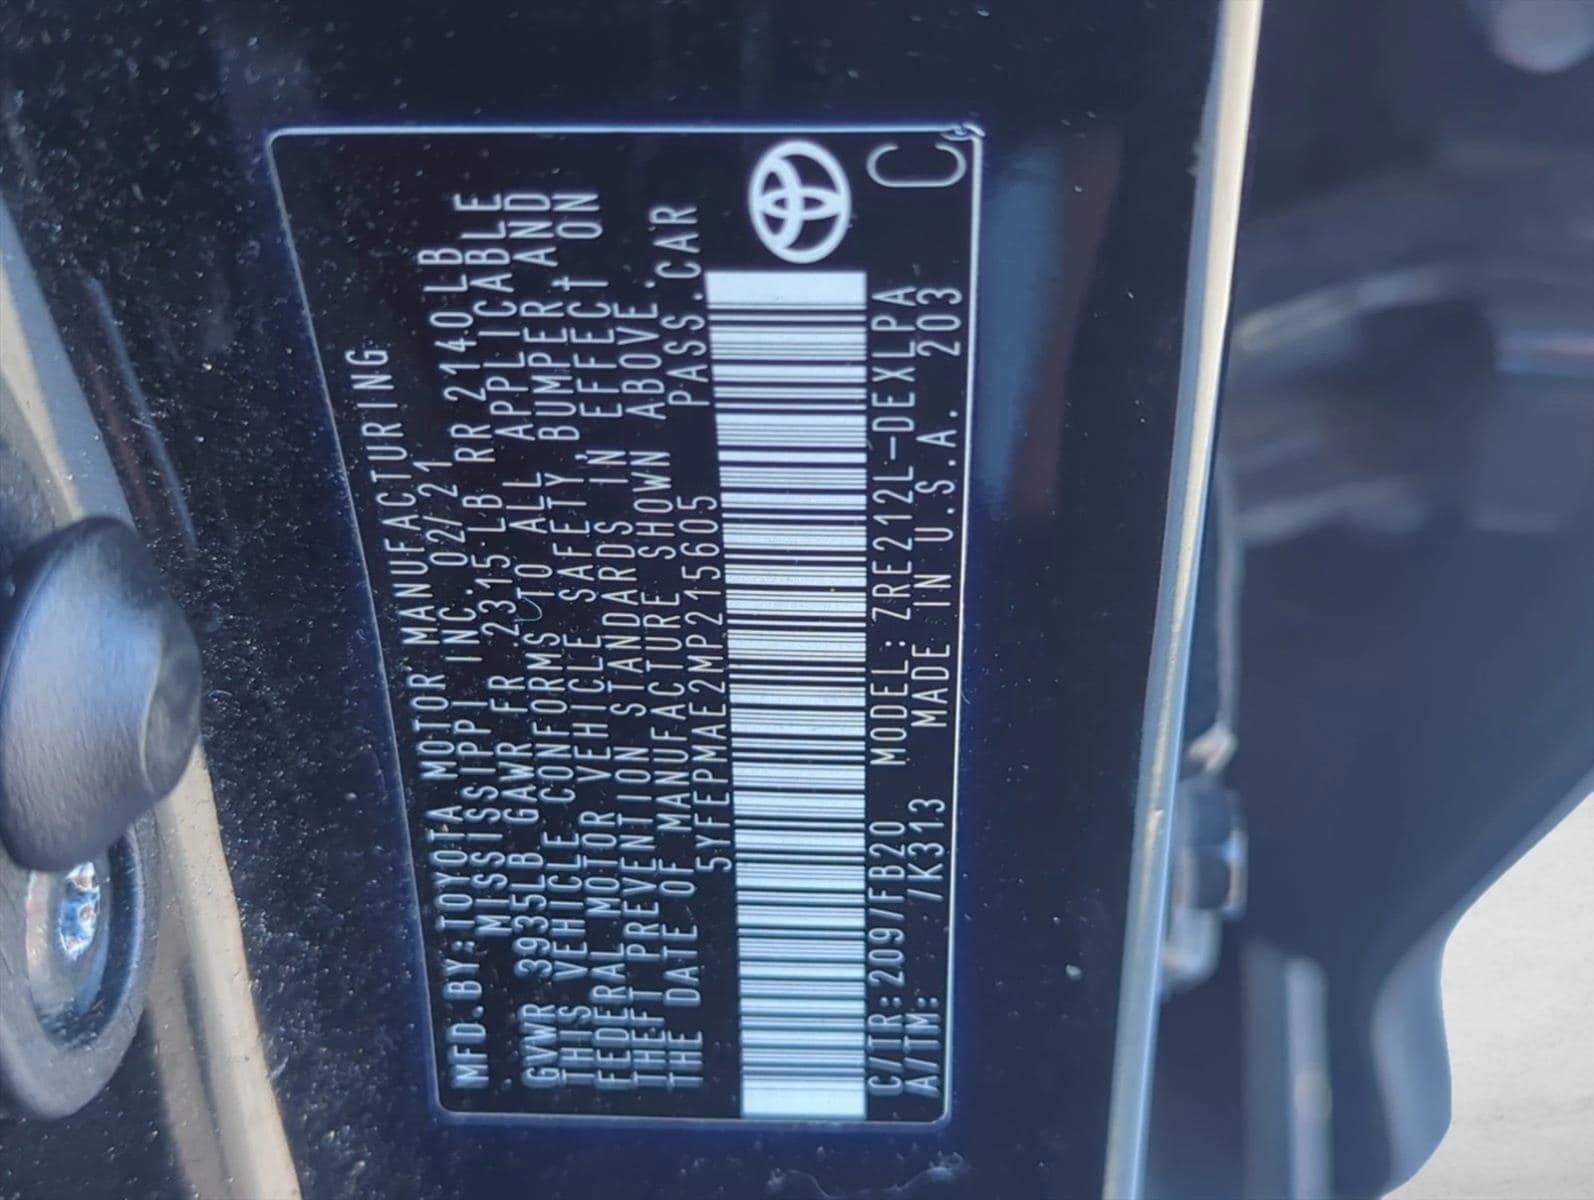 MFD.BY:TOYOTA MOTOR MANUFACTURING
MISSISSIPPI INC. 02/21
GVWR 3935LB GAWR FR 2315 LB RR 2140LB
THIS VEHICLE CONFORMS TO ALL APPLICABLE
FEDERAL MOTOR VEHICLE SAFETY, BUMPER AND
THEFT PREVENTION STANDARDS IN EFFECT ON
THE DATE OF MANUFACTURE SHOWN ABOVE.
5YFEPMAE2MP215605 PASS.CAR
C/TR:209/FB20 MODEL: ZRE212L-DEXLPA
A/TM: /K313 MADE IN U.S.A. 203
C